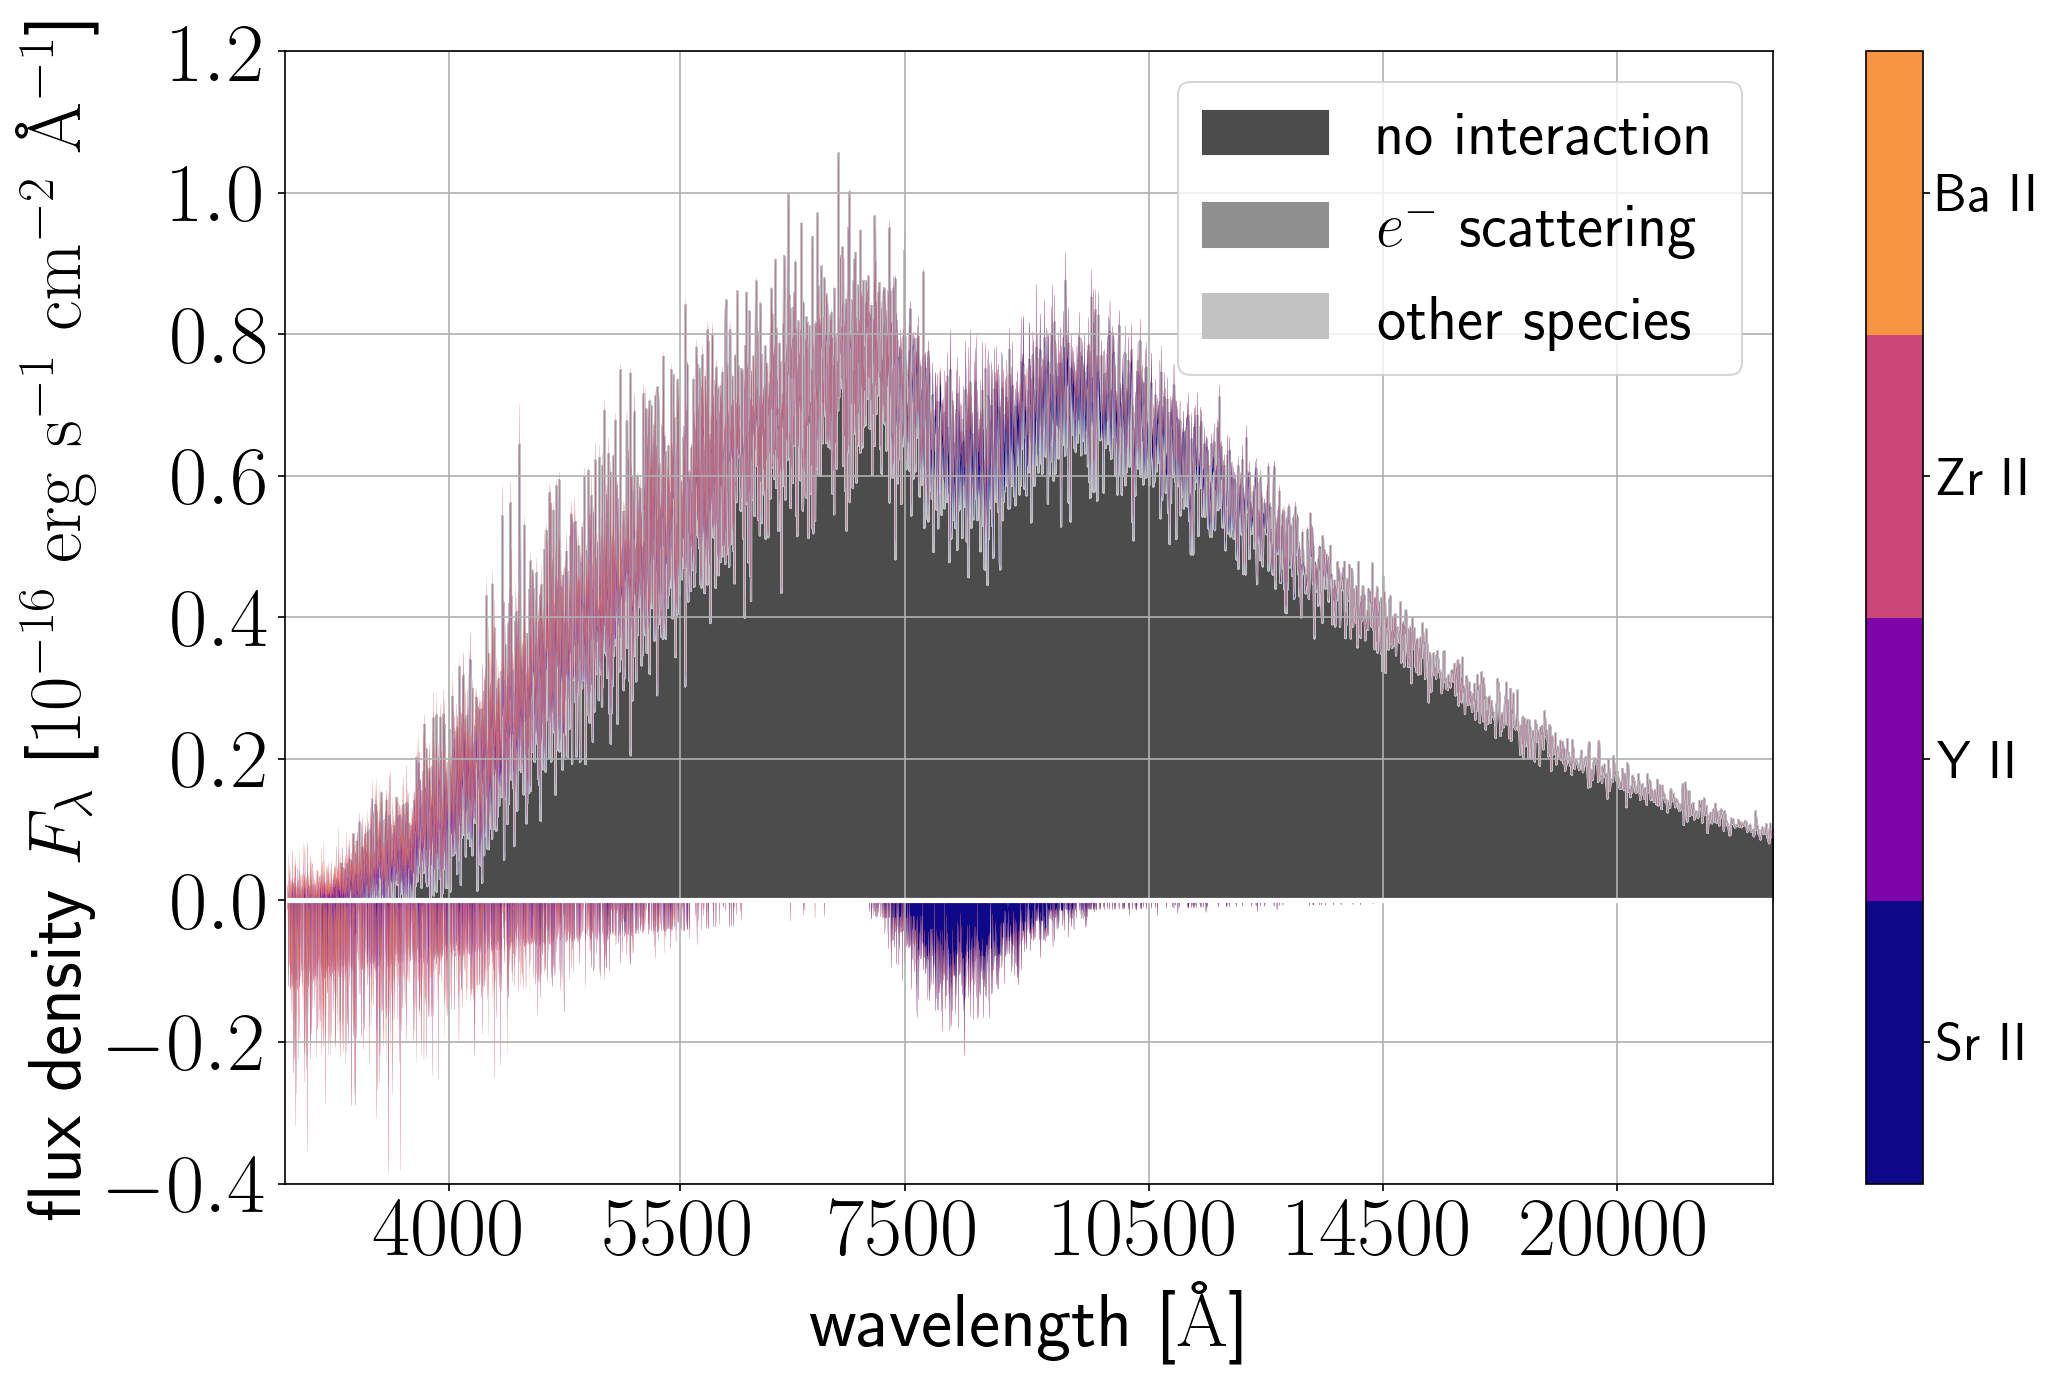 flux density F_λ [10⁻¹⁶ erg s⁻¹ cm⁻² Å⁻¹]
1.2
1.0
0.8
0.6
0.4
0.2
0.0
−0.2
−0.4
no interaction
e⁻ scattering
other species
4000 5500 7500 10500 14500 20000
wavelength [Å]
Ba II
Zr II
Y II
Sr II